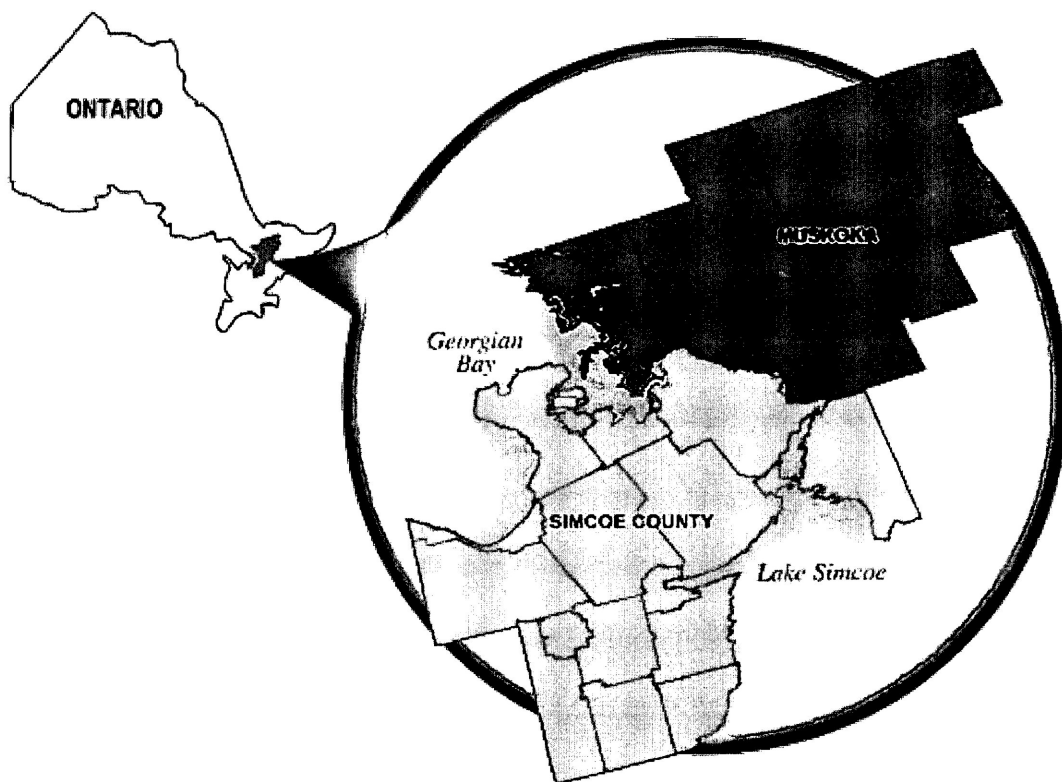 ONTARIO
MUSKOKA
Georgian
Bay
SIMCOE COUNTY
Lake Simcoe